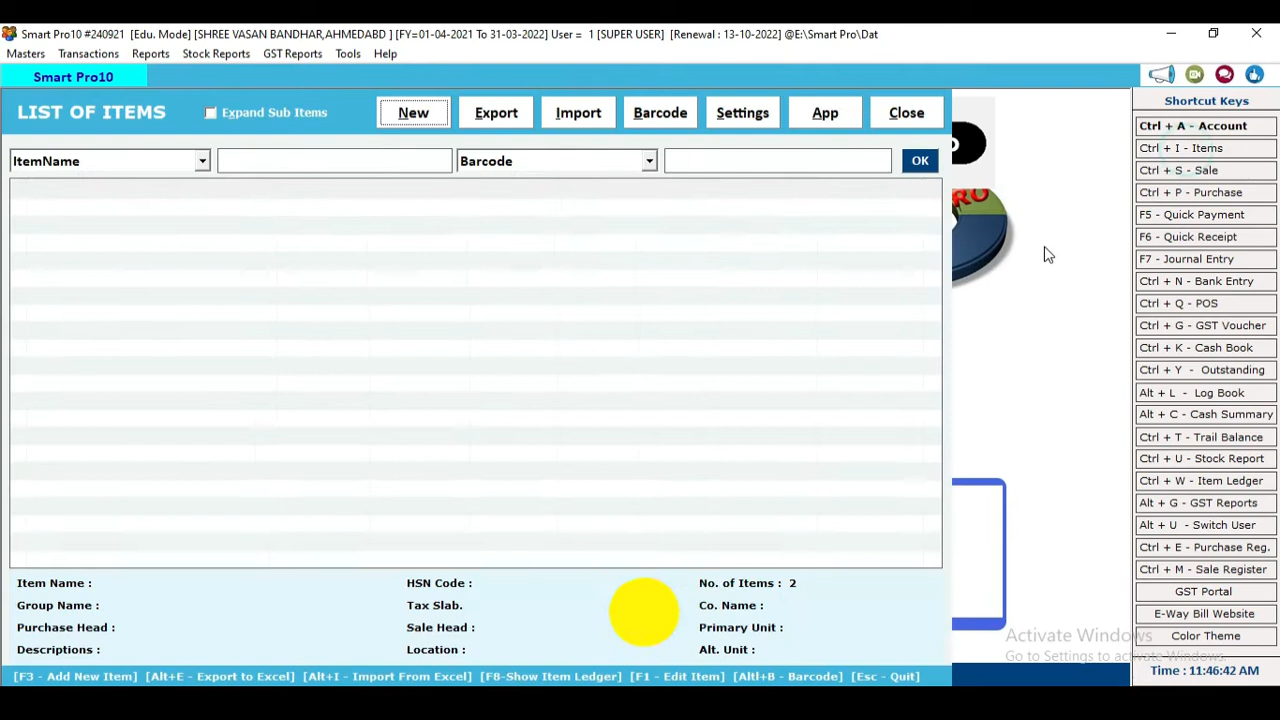 Smart Pro10 #240921 [Edu. Mode] [SHREE VASAN BANDHAR,AHMEDABD ] [FY=01-04-2021 To 31-03-2022] User = 1 [SUPER USER] [Renewal : 13-10-2022] @E:\Smart Pro\Dat
Masters Transactions Reports Stock Reports GST Reports Tools Help
Smart Pro10
LIST OF ITEMS Expand Sub Items New Export Import Barcode Settings App Close
ItemName Barcode OK
Shortcut Keys
Ctrl + A - Account
Ctrl + I - Items
Ctrl + S - Sale
Ctrl + P - Purchase
F5 - Quick Payment
F6 - Quick Receipt
F7 - Journal Entry
Ctrl + N - Bank Entry
Ctrl + Q - POS
Ctrl + G - GST Voucher
Ctrl + K - Cash Book
Ctrl + Y - Outstanding
Alt + L - Log Book
Alt + C - Cash Summary
Ctrl + T - Trail Balance
Ctrl + U - Stock Report
Ctrl + W - Item Ledger
Alt + G - GST Reports
Alt + U - Switch User
Ctrl + E - Purchase Reg.
Ctrl + M - Sale Register
GST Portal
E-Way Bill Website
Color Theme
Time : 11:46:42 AM
RO
Item Name : HSN Code : No. of Items : 2
Group Name : Tax Slab. Co. Name :
Purchase Head : Sale Head : Primary Unit :
Descriptions : Location : Alt. Unit :
Activate Windows
Go to Settings to activate Windows.
[F3 - Add New Item] [Alt+E - Export to Excel] [Alt+I - Import From Excel] [F8-Show Item Ledger] [F1 - Edit Item] [Altl+B - Barcode] [Esc - Quit]